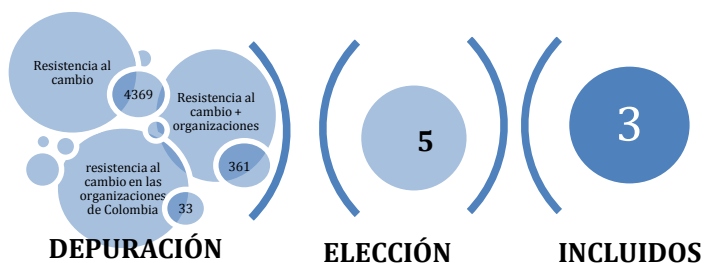 Resistencia al
cambio
4369
Resistencia al
cambio +
organizaciones
361
resistencia al
cambio en las
organizaciones
de Colombia
33
DEPURACIÓN
5
ELECCIÓN
3
INCLUIDOS